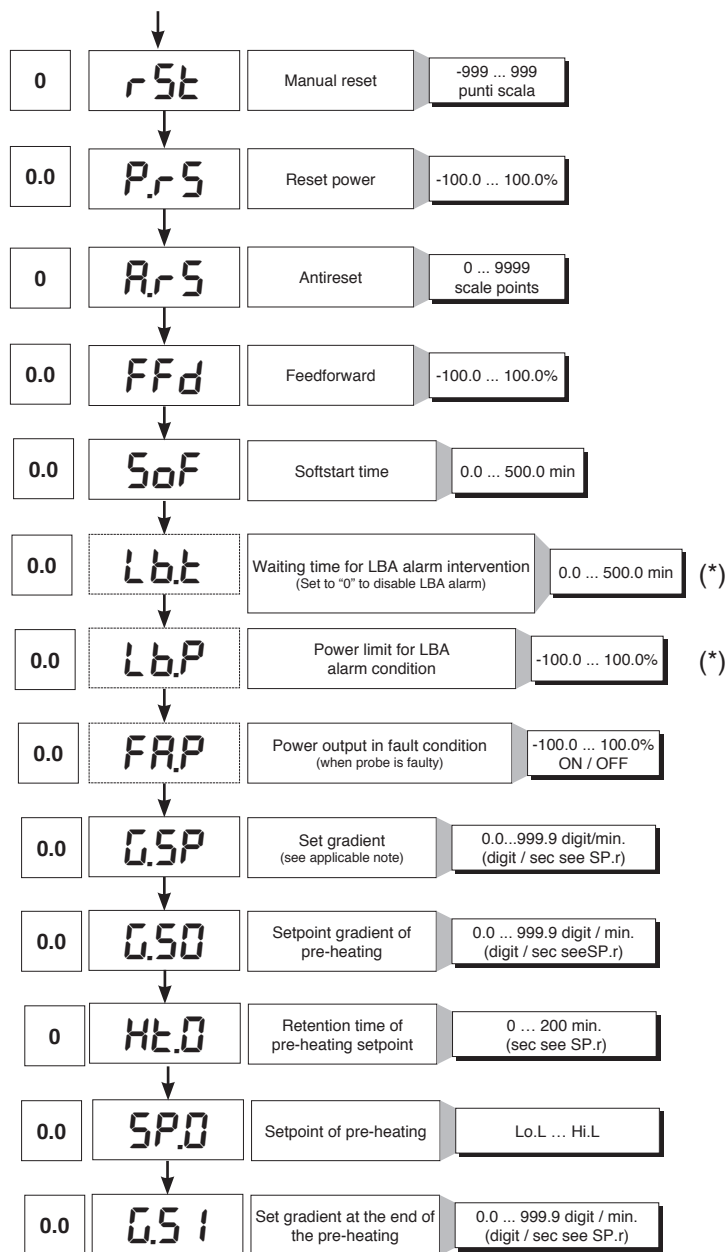 0
rSt
Manual reset
-999 ... 999
punti scala
0.0
P.rS
Reset power
-100.0 ... 100.0%
0
A.rS
Antireset
0 ... 9999
scale points
0.0
FFd
Feedforward
-100.0 ... 100.0%
0.0
SoF
Softstart time
0.0 ... 500.0 min
0.0
Lb.t
Waiting time for LBA alarm intervention
(Set to “0” to disable LBA alarm)
0.0 ... 500.0 min
(*)
0.0
Lb.P
Power limit for LBA
alarm condition
-100.0 ... 100.0%
(*)
0.0
FA.P
Power output in fault condition
(when probe is faulty)
-100.0 ... 100.0%
ON / OFF
0.0
G.SP
Set gradient
(see applicable note)
0.0...999.9 digit/min.
(digit / sec see SP.r)
0.0
G.S0
Setpoint gradient of
pre-heating
0.0 ... 999.9 digit / min.
(digit / sec seeSP.r)
0
Ht.0
Retention time of
pre-heating setpoint
0 … 200 min.
(sec see SP.r)
0.0
SP.0
Setpoint of pre-heating
Lo.L … Hi.L
0.0
G.S1
Set gradient at the end of
the pre-heating
0.0 ... 999.9 digit / min.
(digit / sec see SP.r)